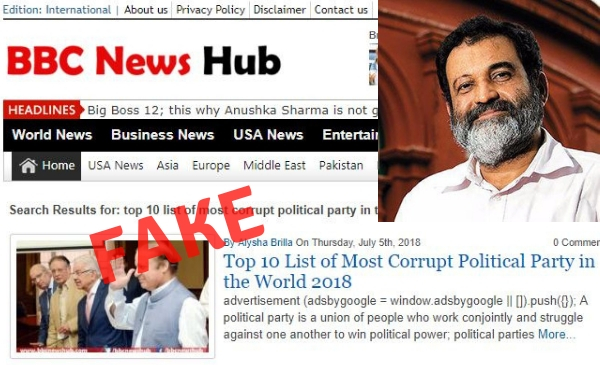 Edition: International | About us Privacy Policy Disclaimer Contact us
BBC News Hub
HEADLINES Big Boss 12; this why Anushka Sharma is not g
World News Business News USA News Entertain
Home USA News Asia Europe Middle East Pakistan
Search Results for: top 10 list of most corrupt political party in t
FAKE
By Alysha Brilla On Thursday, July 5th, 2018 0 Commen
Top 10 List of Most Corrupt Political Party in
the World 2018
advertisement (adsbygoogle = window.adsbygoogle || []).push({}); A
political party is a union of people who work conjointly and struggle
against one another to win political power; political parties More...